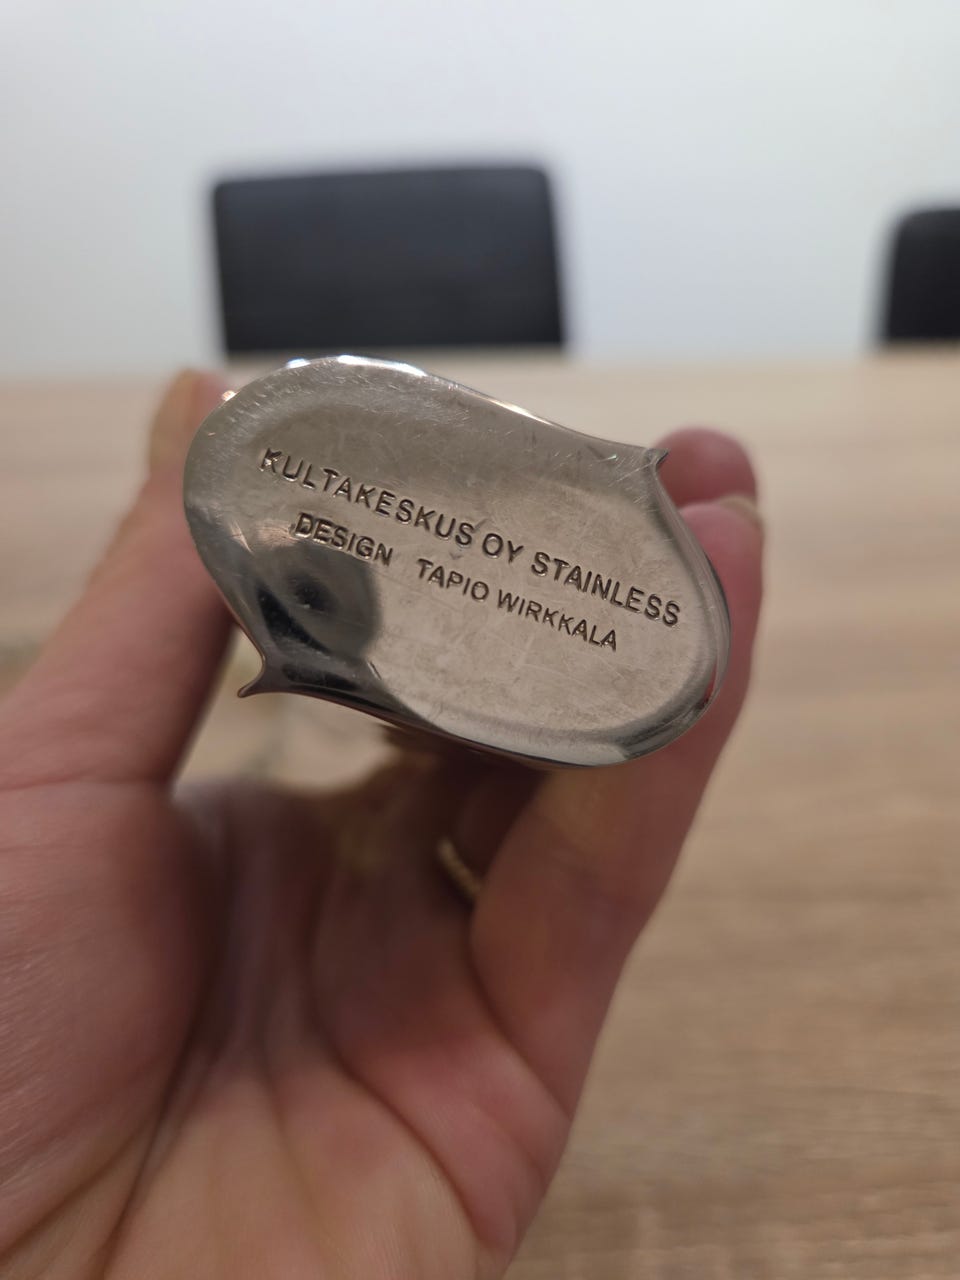 KULTAKESKUS OY STAINLESS
DESIGN TAPIO WIRKKALA